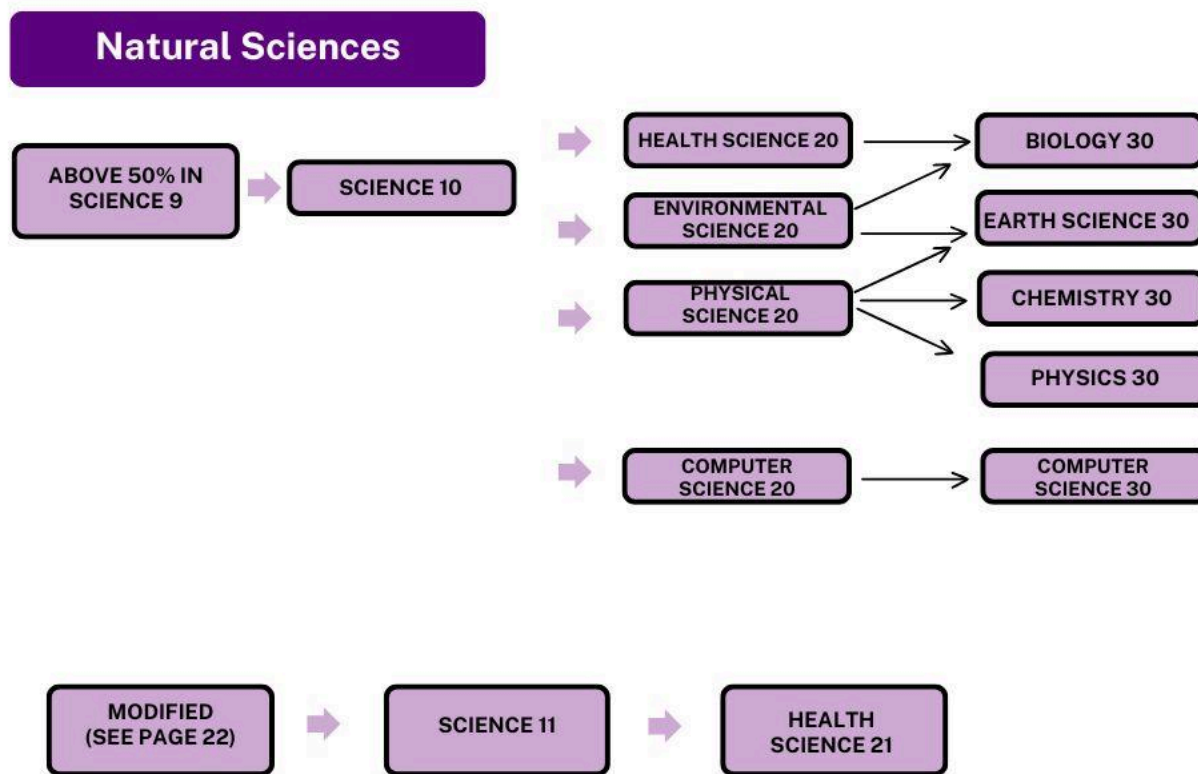 Natural Sciences
ABOVE 50% IN
SCIENCE 9
SCIENCE 10
HEALTH SCIENCE 20
BIOLOGY 30
ENVIRONMENTAL
SCIENCE 20
EARTH SCIENCE 30
PHYSICAL
SCIENCE 20
CHEMISTRY 30
PHYSICS 30
COMPUTER
SCIENCE 20
COMPUTER
SCIENCE 30
MODIFIED
(SEE PAGE 22)
SCIENCE 11
HEALTH
SCIENCE 21